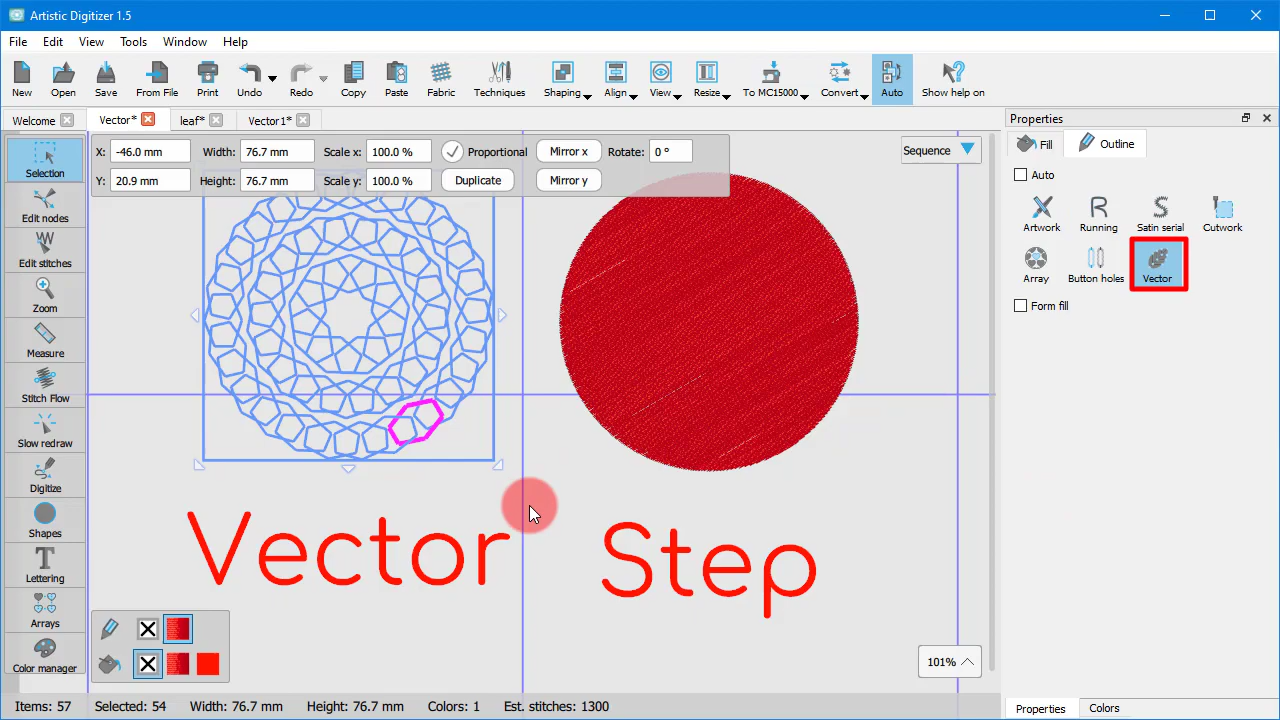 Artistic Digitizer 1.5
File Edit View Tools Window Help
New Open Save From File Print Undo Redo Copy Paste Fabric Techniques Shaping Align View Resize To MC15000 Convert Auto Show help on
Welcome Vector* leaf* Vector1*
X: -46.0 mm Width: 76.7 mm Scale x: 100.0 % Proportional Mirror x Rotate: 0 °
Y: 20.9 mm Height: 76.7 mm Scale y: 100.0 % Duplicate Mirror y
Sequence
Selection
Edit nodes
Edit stitches
Zoom
Measure
Stitch Flow
Slow redraw
Digitize
Shapes
Lettering
Arrays
Color manager
Vector Step
101%
Properties
Fill Outline
Auto
Artwork Running Satin serial Cutwork
Array Button holes Vector
Form fill
Properties Colors
Items: 57 Selected: 54 Width: 76.7 mm Height: 76.7 mm Colors: 1 Est. stitches: 1300